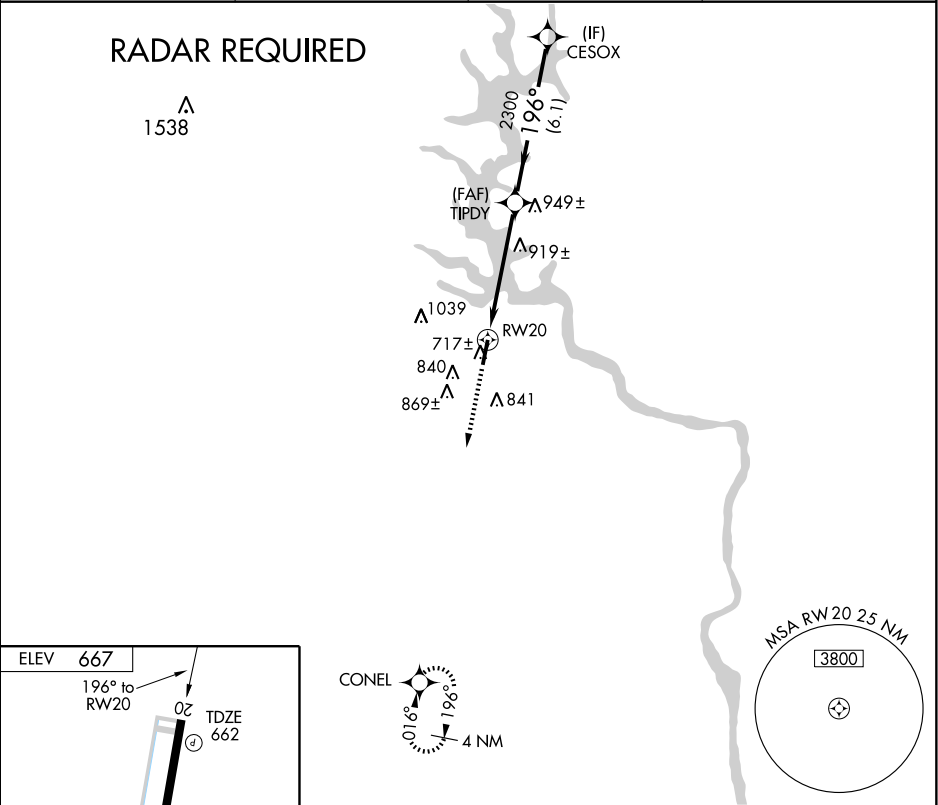 RADAR REQUIRED
(IF)
CESOX
1538
2300
196°
(6.1)
(FAF)
TIPDY
949±
919±
1039
RW20
717±
840
869±
841
MSA RW20 25 NM
3800
ELEV 667
196° to
RW20
20
TDZE
662
P
CONEL
016°
196°
4 NM